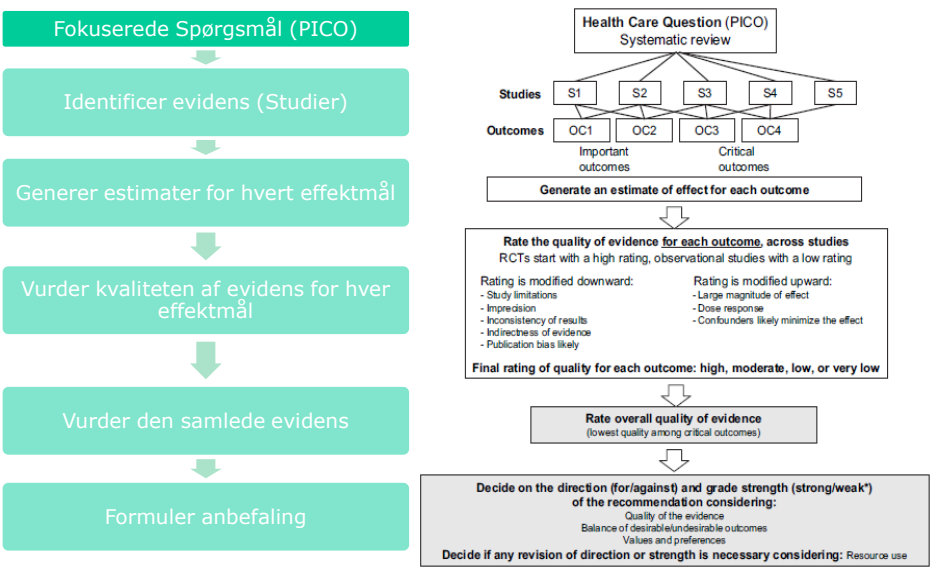 Fokuserede Spørgsmål (PICO)
Identificer evidens (Studier)
Generer estimater for hvert effektmål
Vurder kvaliteten af evidens for hver
effektmål
Vurder den samlede evidens
Formuler anbefaling
Health Care Question (PICO)
Systematic review
Studies S1 S2 S3 S4 S5
Outcomes OC1 OC2 OC3 OC4
Important
outcomes
Critical
outcomes
Generate an estimate of effect for each outcome
Rate the quality of evidence for each outcome, across studies
RCTs start with a high rating, observational studies with a low rating
Rating is modified downward:
- Study limitations
- Imprecision
- Inconsistency of results
- Indirectness of evidence
- Publication bias likely
Rating is modified upward:
- Large magnitude of effect
- Dose response
- Confounders likely minimize the effect
Final rating of quality for each outcome: high, moderate, low, or very low
Rate overall quality of evidence
(lowest quality among critical outcomes)
Decide on the direction (for/against) and grade strength (strong/weak*)
of the recommendation considering:
Quality of the evidence
Balance of desirable/undesirable outcomes
Values and preferences
Decide if any revision of direction or strength is necessary considering: Resource use